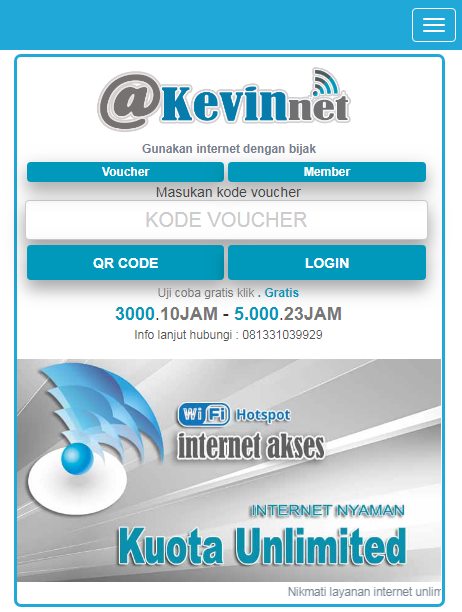 @Kevinnet
Gunakan internet dengan bijak
Voucher Member
Masukan kode voucher
KODE VOUCHER
QR CODE LOGIN
Uji coba gratis klik . Gratis
3000.10JAM - 5.000.23JAM
Info lanjut hubungi : 081331039929
Wi Fi Hotspot
internet akses
INTERNET NYAMAN
Kuota Unlimited
Nikmati layanan internet unlim